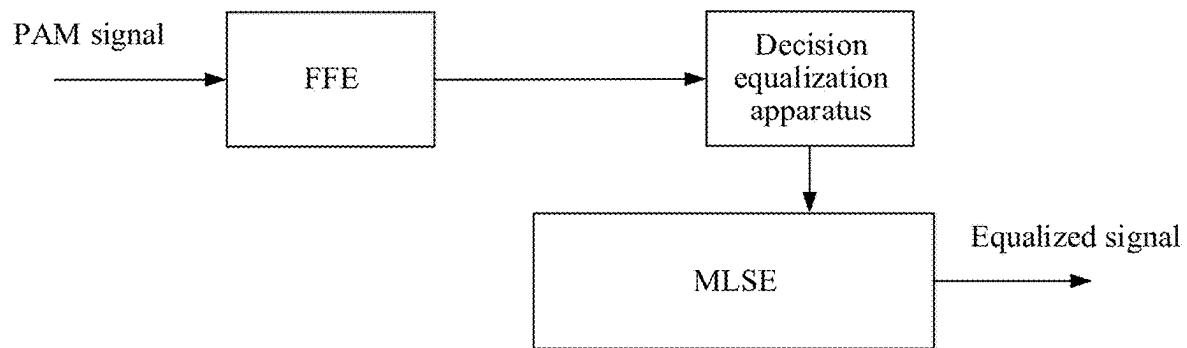 PAM signal
FFE
Decision
equalization
apparatus
MLSE
Equalized signal